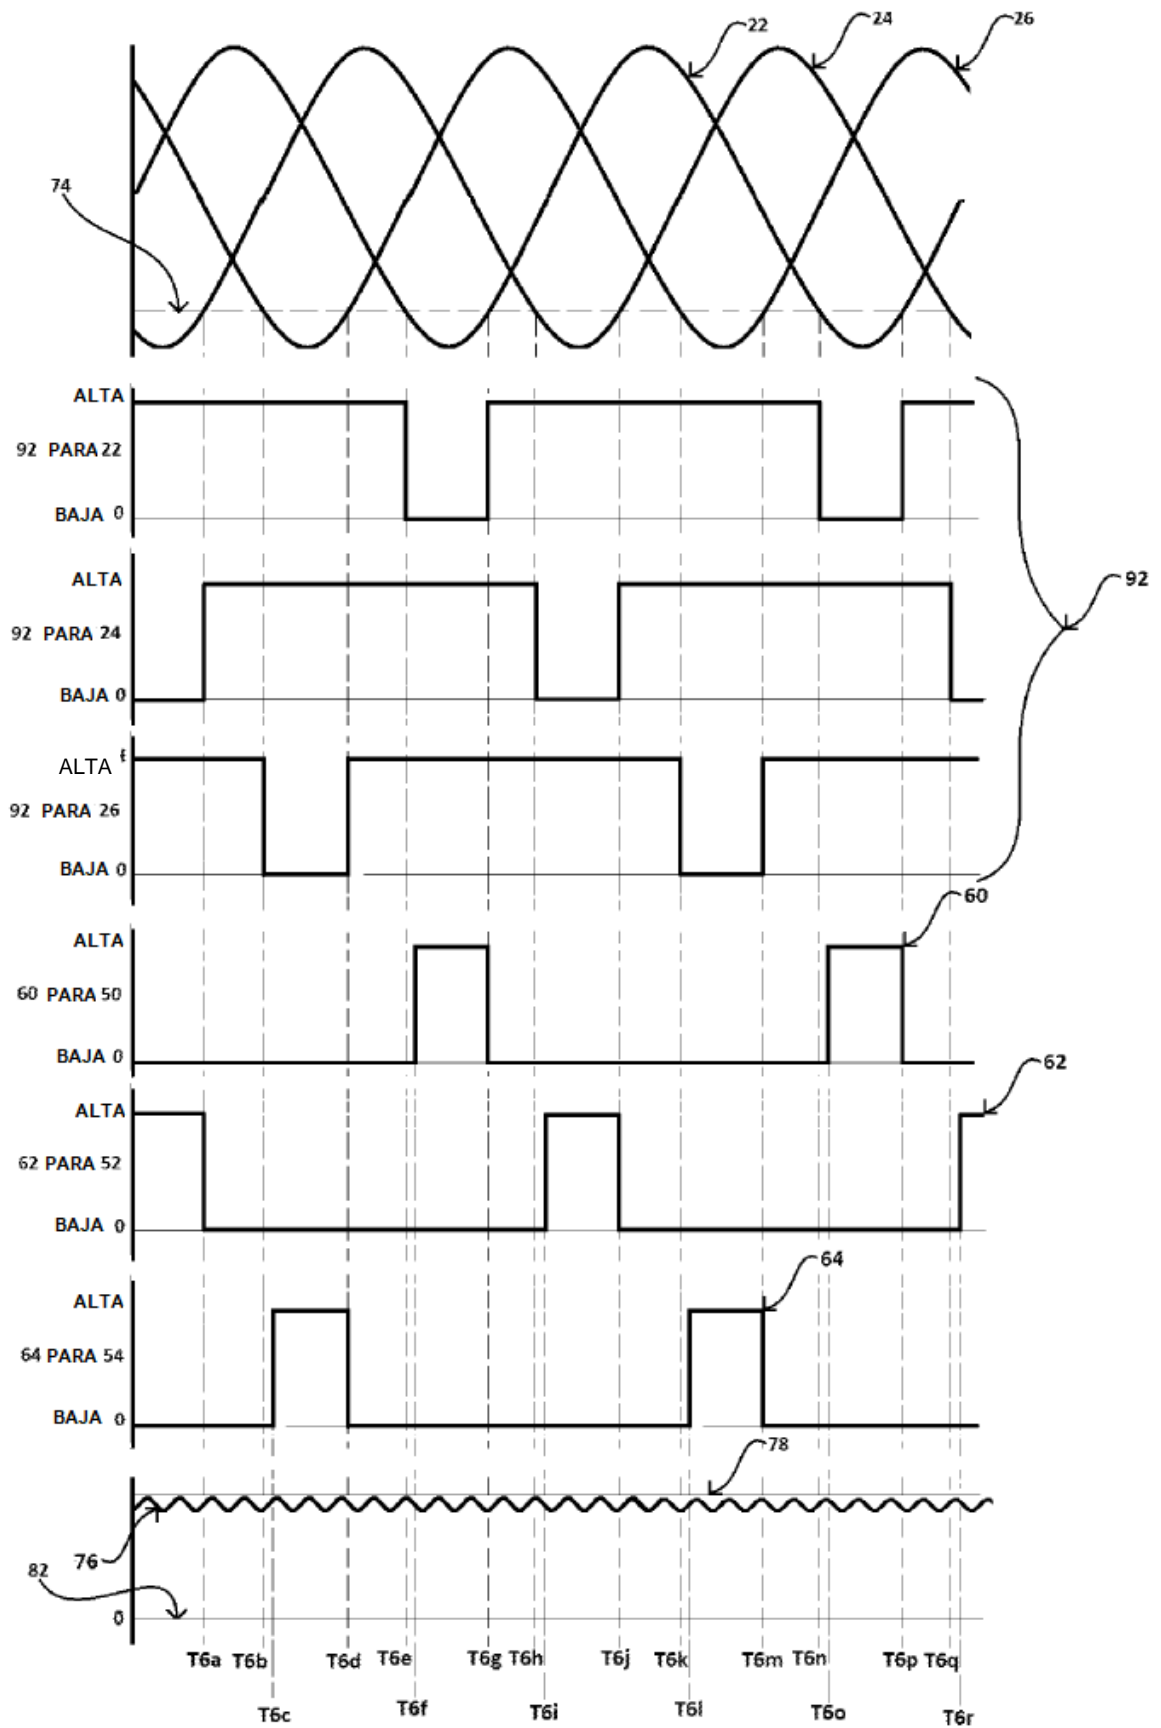 22
24
26
74
ALTA
92 PARA 22
BAJA 0
ALTA
92
92 PARA 24
BAJA 0
ALTA
92 PARA 26
BAJA 0
60
ALTA
60 PARA 50
BAJA 0
62
ALTA
62 PARA 52
BAJA 0
64
ALTA
64 PARA 54
BAJA 0
78
76
82
0
T6a T6b T6d T6e T6g T6h T6j T6k T6m T6n T6p T6q
T6c T6f T6i T6l T6o T6r